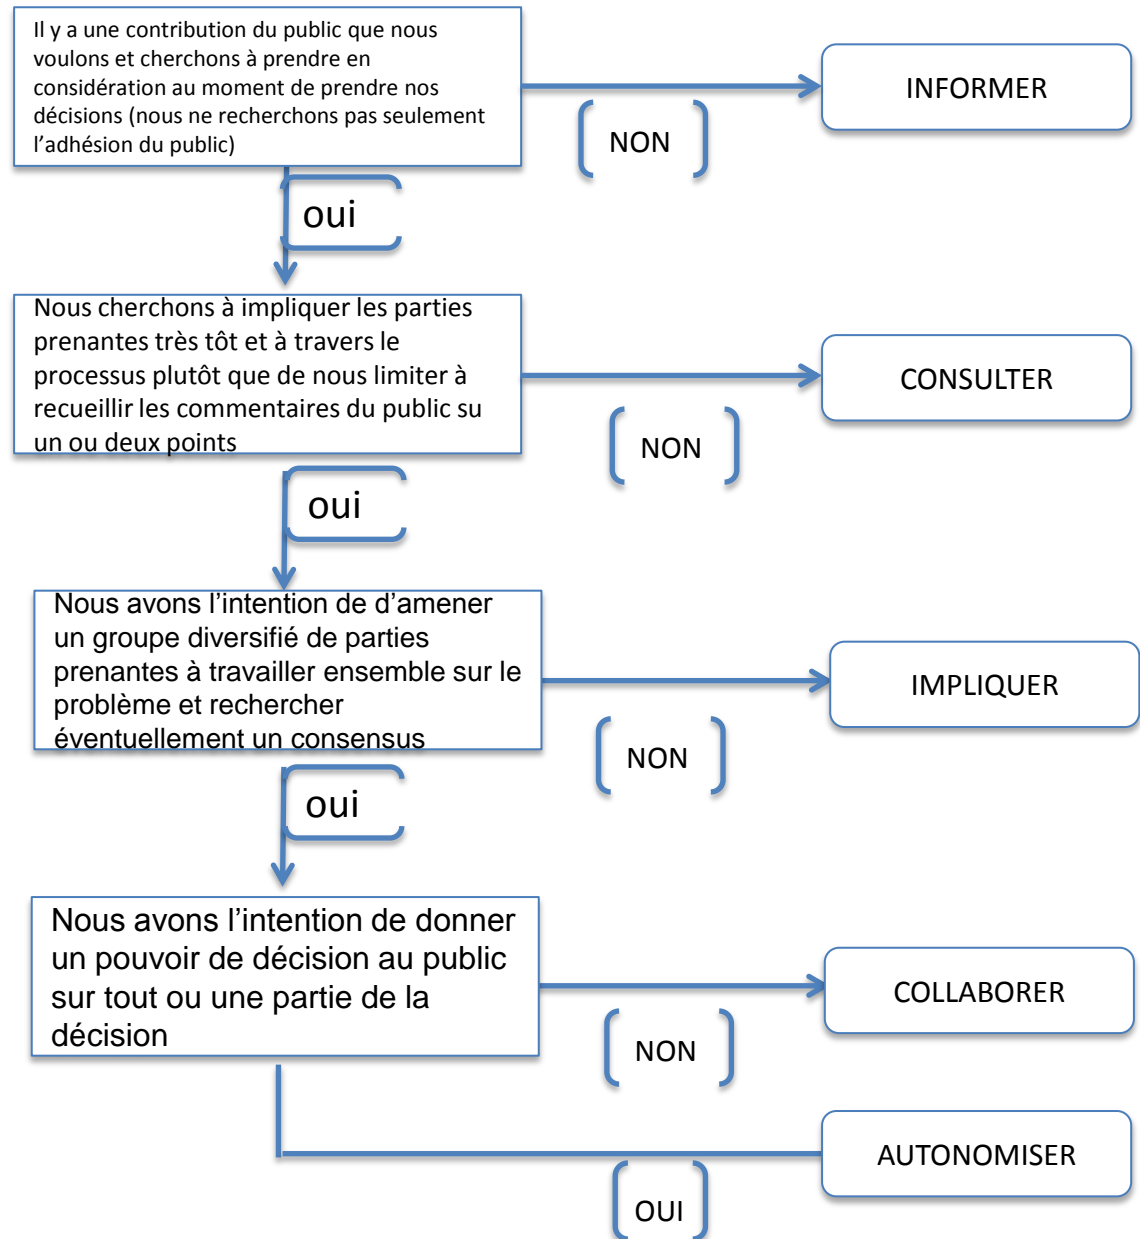 Il y a une contribution du public que nous
voulons et cherchons à prendre en
considération au moment de prendre nos
décisions (nous ne recherchons pas seulement
l’adhésion du public)
INFORMER
NON
oui
Nous cherchons à impliquer les parties
prenantes très tôt et à travers le
processus plutôt que de nous limiter à
recueillir les commentaires du public su
un ou deux points
CONSULTER
NON
oui
Nous avons l’intention de d’amener
un groupe diversifié de parties
prenantes à travailler ensemble sur le
problème et rechercher
éventuellement un consensus
IMPLIQUER
NON
oui
Nous avons l’intention de donner
un pouvoir de décision au public
sur tout ou une partie de la
décision
COLLABORER
NON
AUTONOMISER
OUI